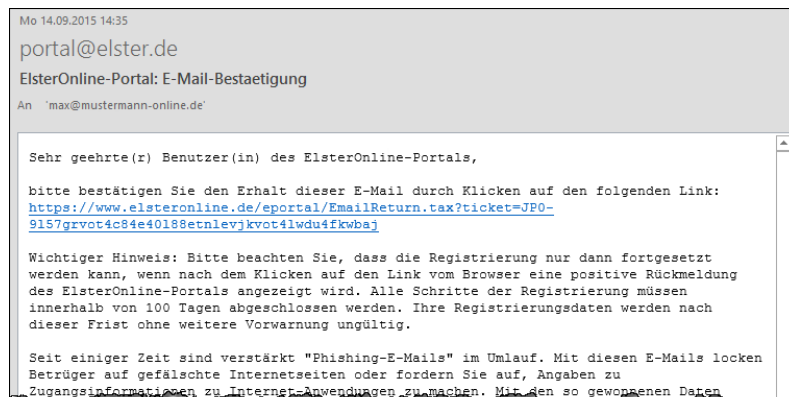 Mo 14.09.2015 14:35
portal@elster.de
ElsterOnline-Portal: E-Mail-Bestaetigung
An 'max@mustermann-online.de'
Sehr geehrte(r) Benutzer(in) des ElsterOnline-Portals,
bitte bestätigen Sie den Erhalt dieser E-Mail durch Klicken auf den folgenden Link:
https://www.elsteronline.de/eportal/EmailReturn.tax?ticket=JP0-
9157grvot4c84e40l88etnlevjkvot4lwdu4fkwbaj
Wichtiger Hinweis: Bitte beachten Sie, dass die Registrierung nur dann fortgesetzt
werden kann, wenn nach dem Klicken auf den Link vom Browser eine positive Rückmeldung
des ElsterOnline-Portals angezeigt wird. Alle Schritte der Registrierung müssen
innerhalb von 100 Tagen abgeschlossen werden. Ihre Registrierungsdaten werden nach
dieser Frist ohne weitere Vorwarnung ungültig.
Seit einiger Zeit sind verstärkt "Phishing-E-Mails" im Umlauf. Mit diesen E-Mails locken
Betrüger auf gefälschte Internetseiten oder fordern Sie auf, Angaben zu
Zugangsinformationen zu Internet-Anwendungen zu machen. Mit den so gewonnenen Daten